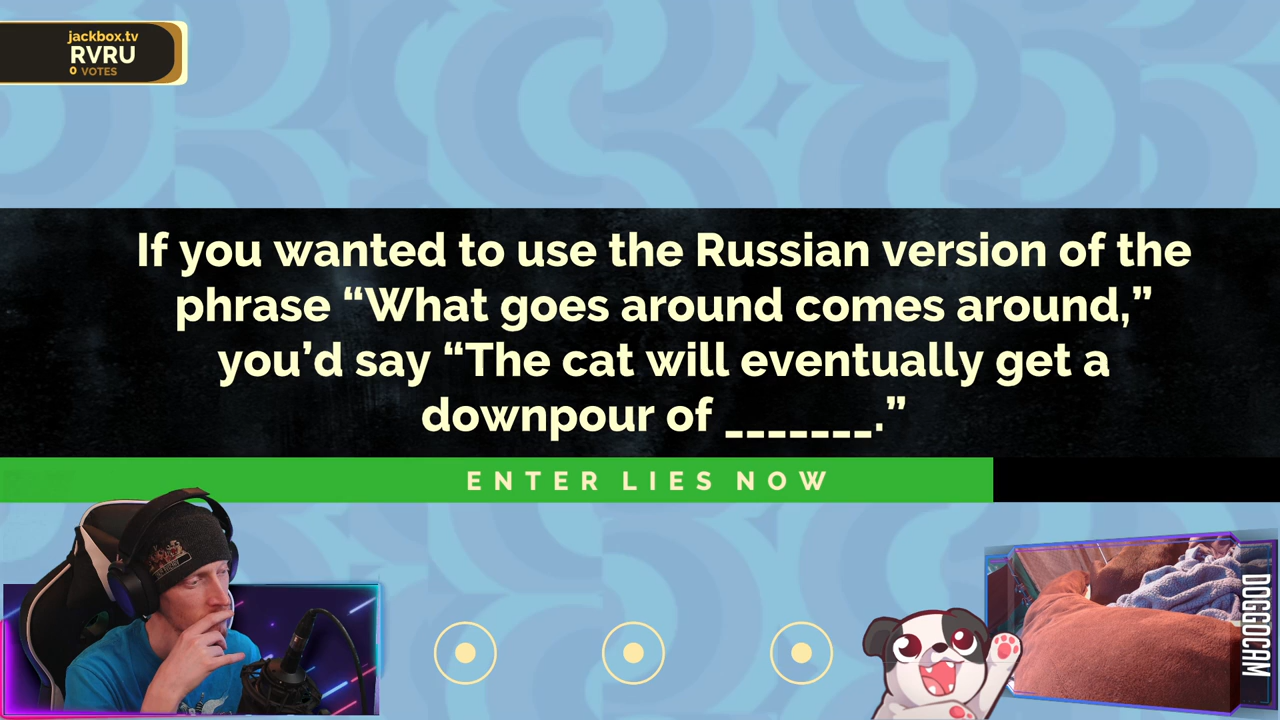 jackbox.tv
RVRU
0 VOTES
If you wanted to use the Russian version of the
phrase “What goes around comes around,”
you’d say “The cat will eventually get a
downpour of _______.”
ENTER LIES NOW
DOGGOCAM